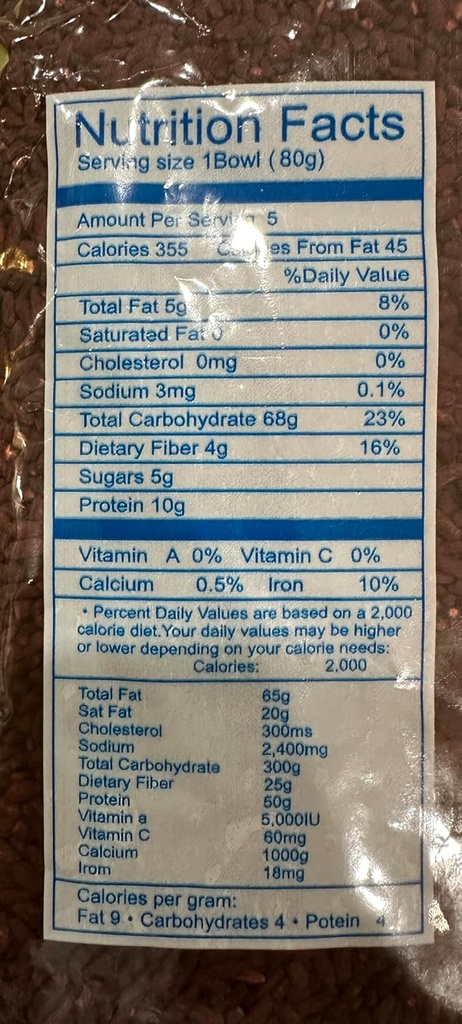 Nutrition Facts
Serving size 1Bowl (80g)
Amount Per 5
Calories 355 From Fat 45
%Daily Value
Total Fat 5g 8%
Saturated 0%
Cholesterol 0mg 0%
Sodium 3mg 0.1%
Total Carbohydrate 68g 23%
Dietary Fiber 4g 16%
Sugars 5g
Protein 10g
Vitamin A 0% Vitamin C 0%
Calcium 0.5% Iron 10%
• Percent Daily Values are based on a 2,000
calorie diet.Your daily values may be higher
or lower depending on your calorie needs:
Calories: 2,000
Total Fat 65g
Sat Fat 20g
Cholesterol 300ms
Sodium 2,400mg
Total Carbohydrate 300g
Dietary Fiber 25g
Protein 50g
Vitamin a 5,000IU
Vitamin C 60mg
Calcium 1000g
Irom 18mg
Calories per gram:
Fat 9 • Carbohydrates 4 • Potein 4